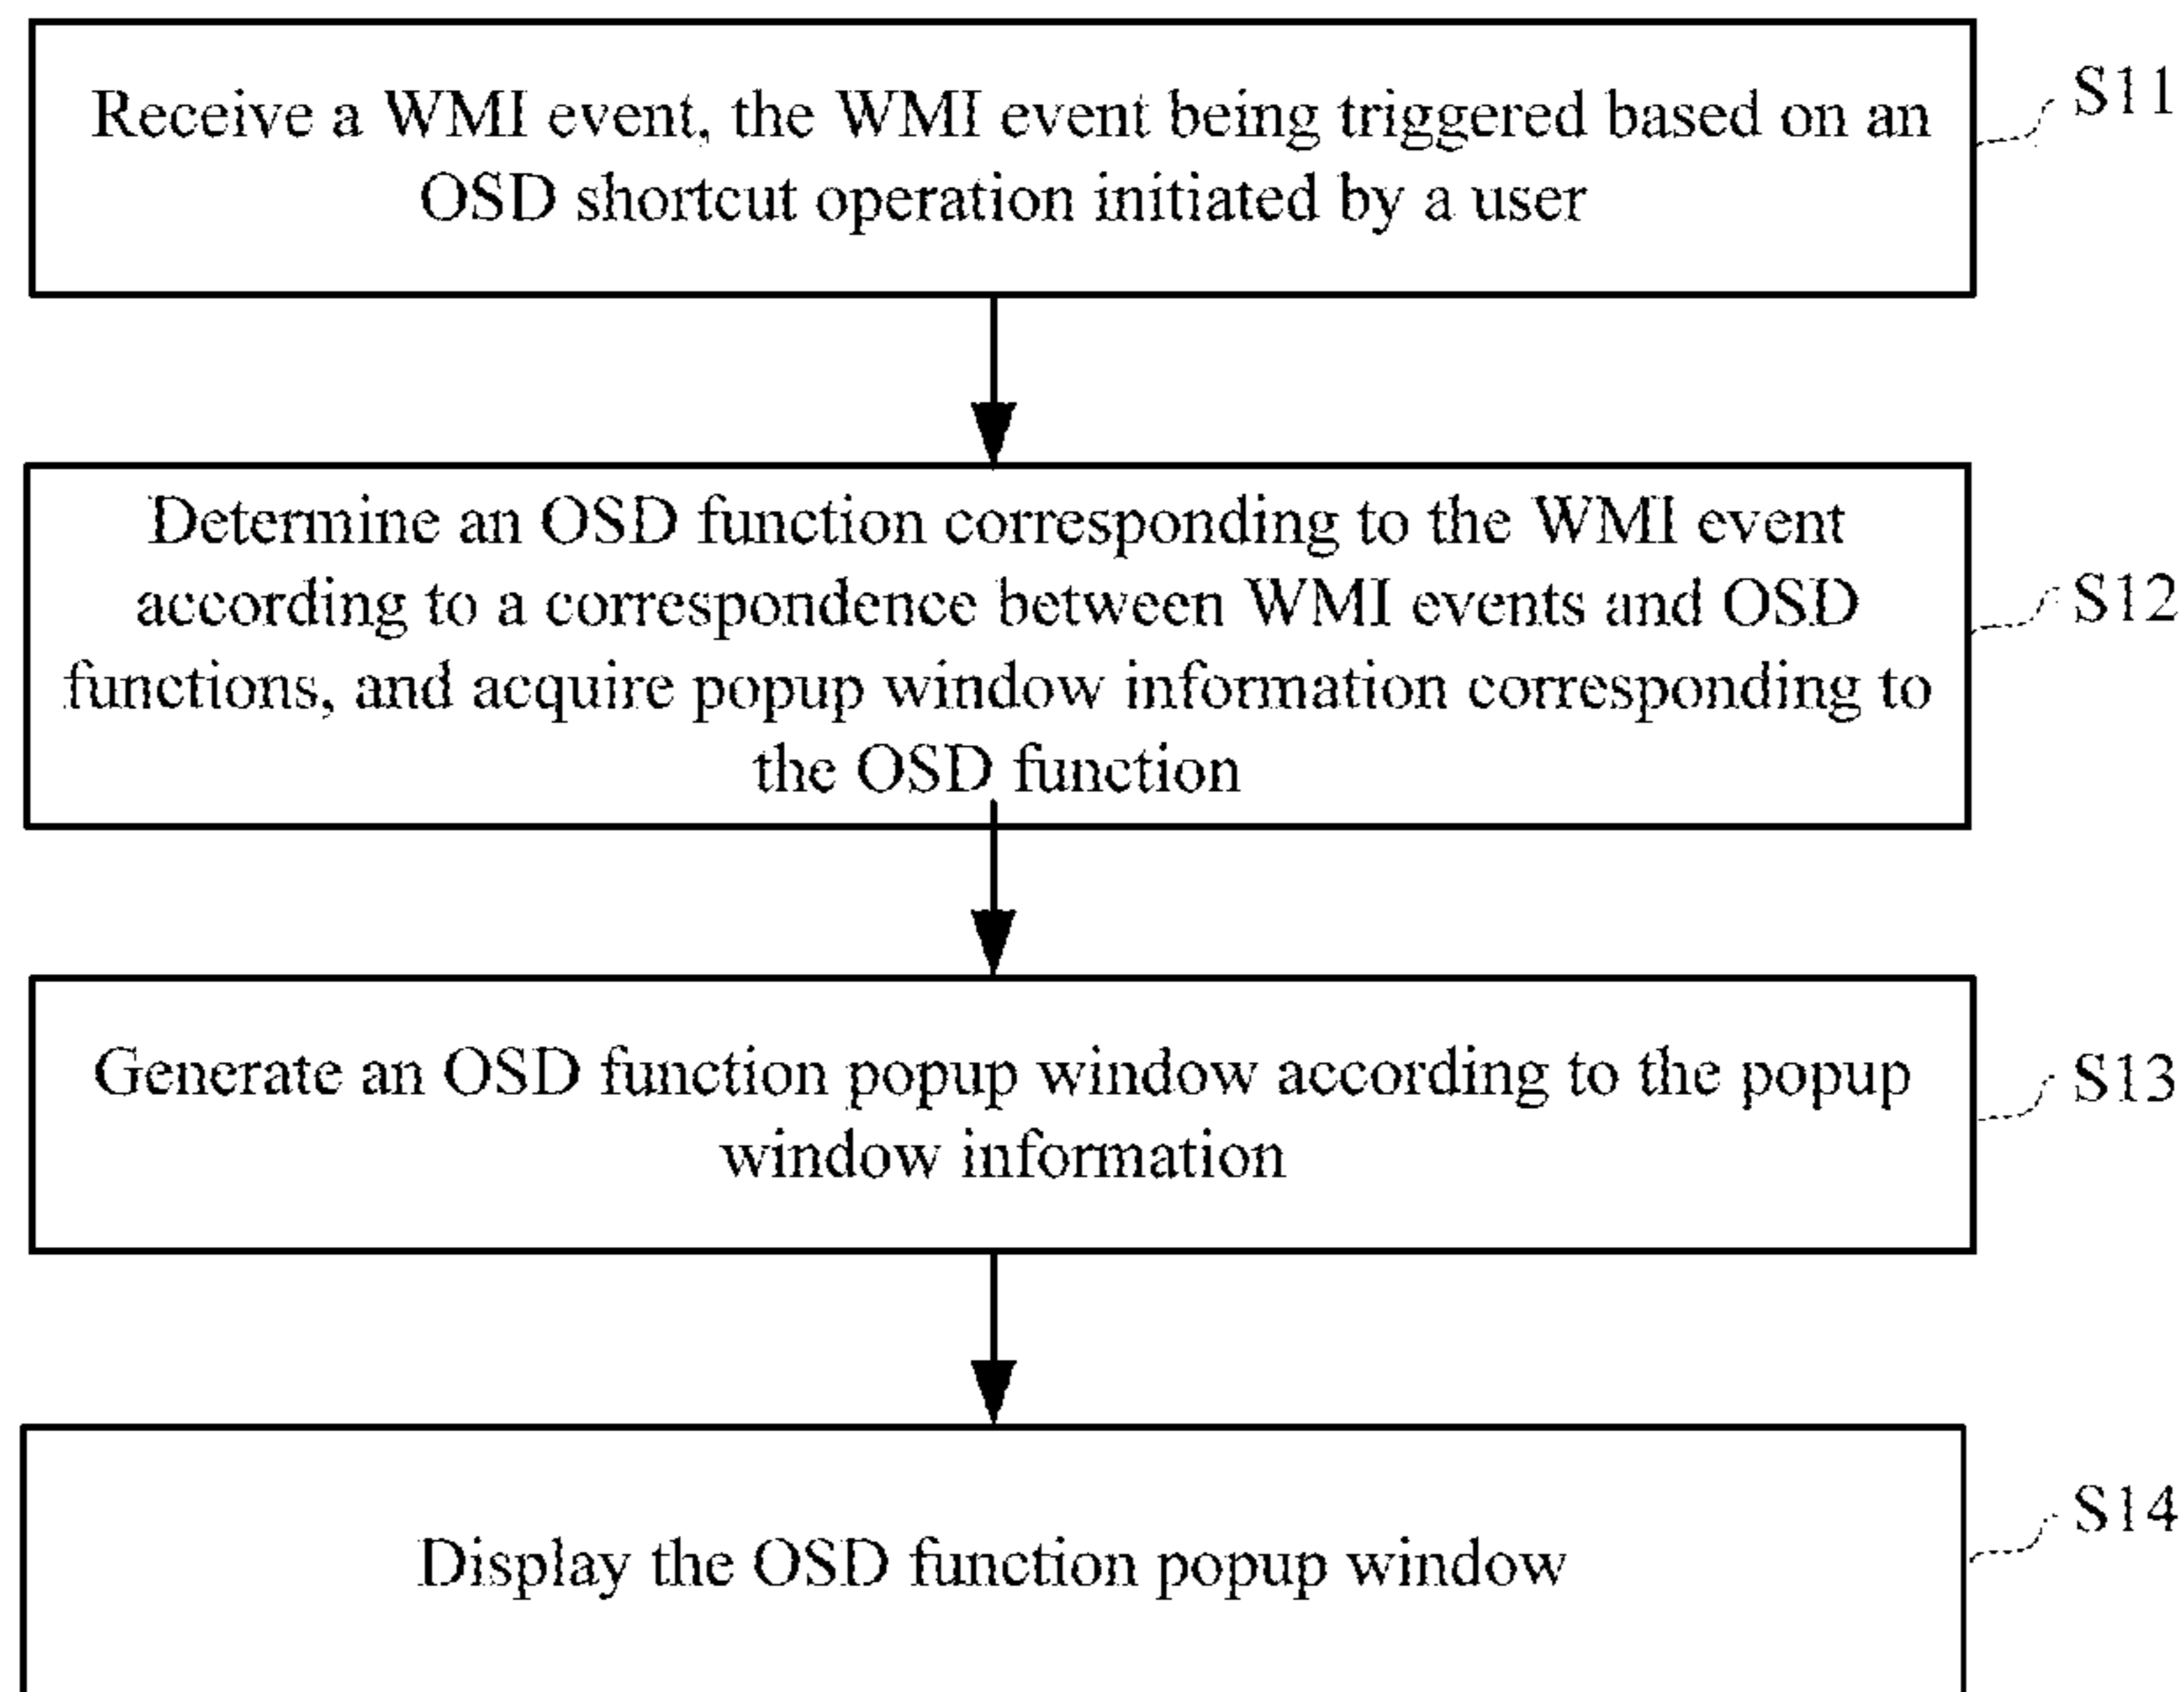 Receive a WMI event, the WMI event being triggered based on an
OSD shortcut operation initiated by a user
S11
Determine an OSD function corresponding to the WMI event
according to a correspondence between WMI events and OSD
functions, and acquire popup window information corresponding to
the OSD function
S12
Generate an OSD function popup window according to the popup
window information
S13
Display the OSD function popup window
S14